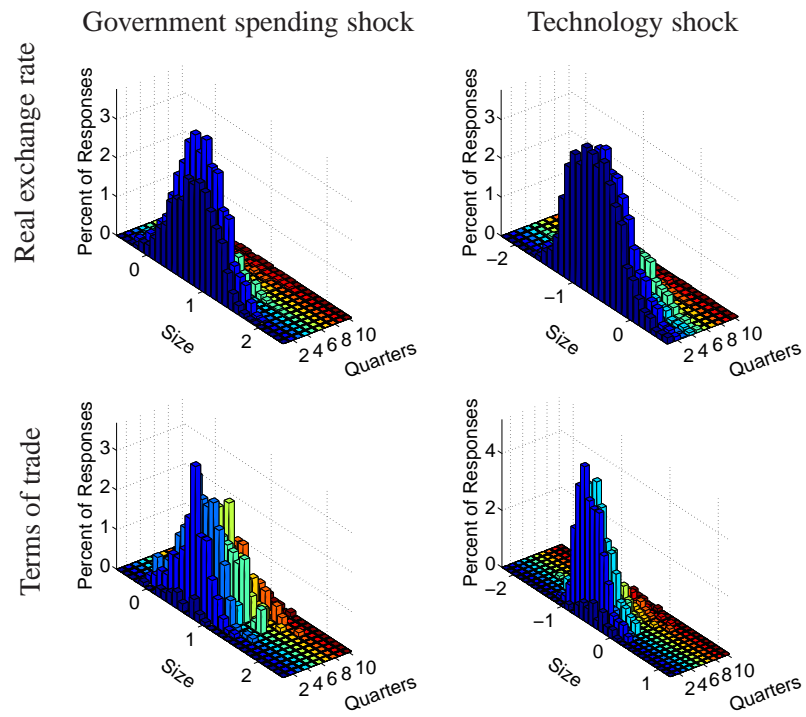 Government spending shock
Technology shock
Real exchange rate
Percent of Responses
3
2
1
0
0
1
2
Size
2 4 6 8 10
Quarters
Percent of Responses
3
2
1
0
−2
−1
0
Size
2 4 6 8 10
Quarters
Terms of trade
Percent of Responses
3
2
1
0
0
1
2
Size
2 4 6 8 10
Quarters
Percent of Responses
4
2
0
−2
−1
0
1
Size
2 4 6 8 10
Quarters